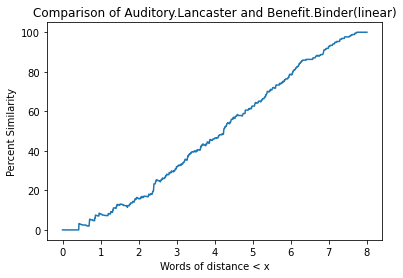 Comparison of Auditory.Lancaster and Benefit.Binder(linear)
100
80
60
40
20
0
Percent Similarity
0 1 2 3 4 5 6 7 8
Words of distance < x